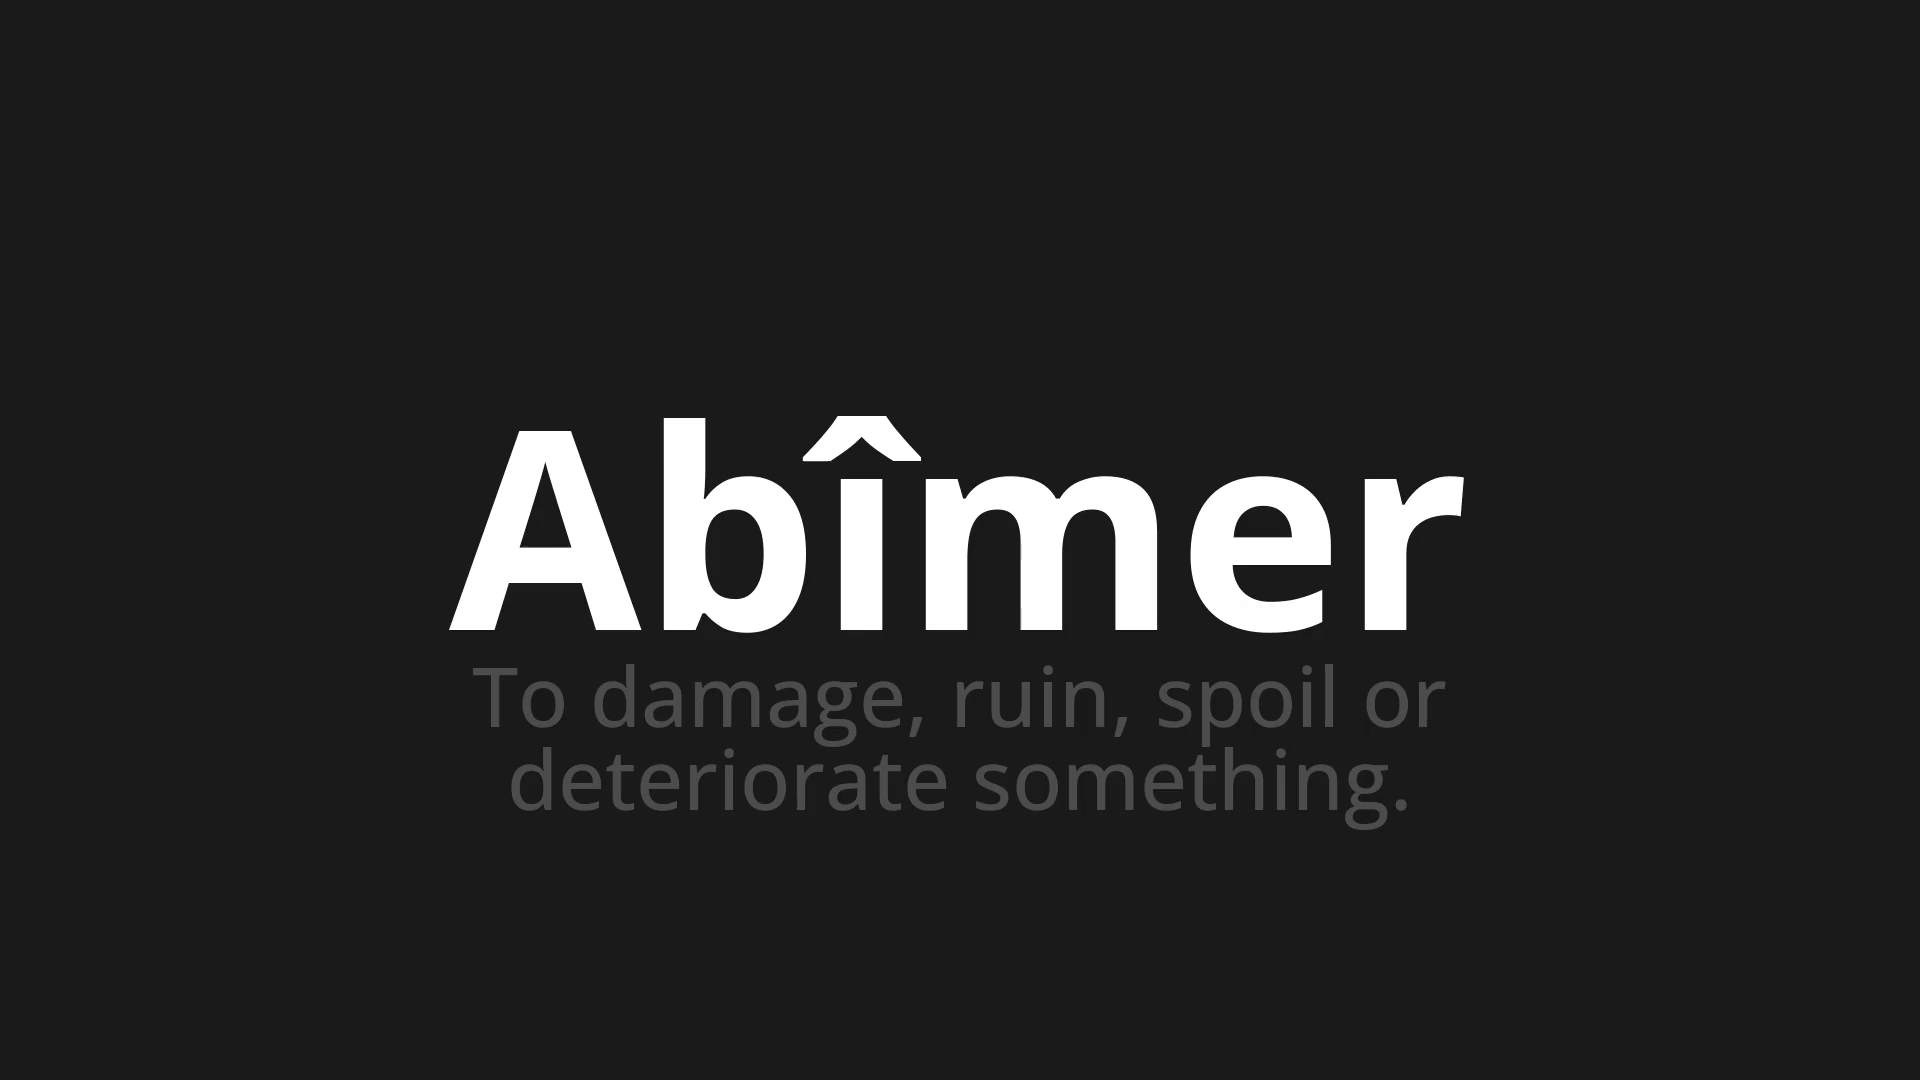 Abîmer
To damage, ruin, spoil or
deteriorate something.